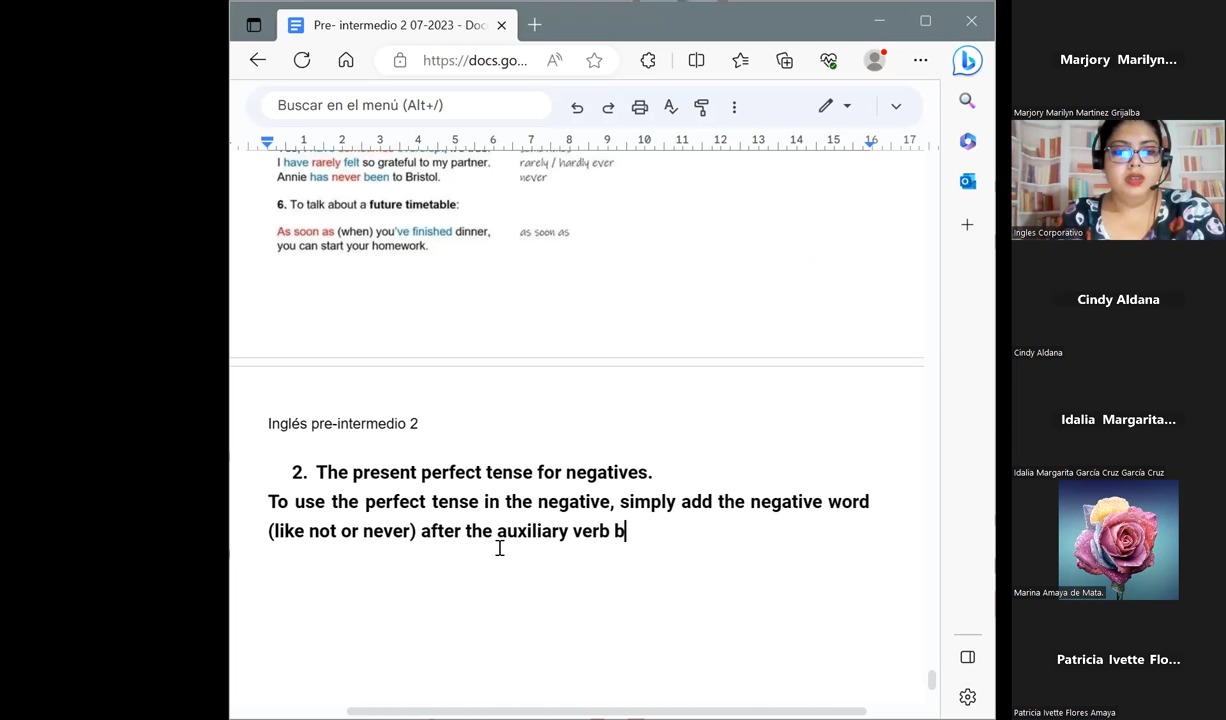 Pre- intermedio 2 07-2023 - Doc
https://docs.go...
Buscar en el menú (Alt+/)
1 2 3 4 5 6 7 8 9 10 11 12 13 14 15 16 17
I have rarely felt so grateful to my partner. rarely / hardly ever
Annie has never been to Bristol. never
6. To talk about a future timetable:
As soon as (when) you've finished dinner, as soon as
you can start your homework.
Inglés pre-intermedio 2
2. The present perfect tense for negatives.
To use the perfect tense in the negative, simply add the negative word
(like not or never) after the auxiliary verb b
Marjory Marilyn...
Marjory Marilyn Martinez Grijalba
Ingles Corporativo
Cindy Aldana
Cindy Aldana
Idalia Margarita...
Idalia Margarita García Cruz García Cruz
Marina Amaya de Mata.
Patricia Ivette Flo...
Patricia Ivette Flores Amaya